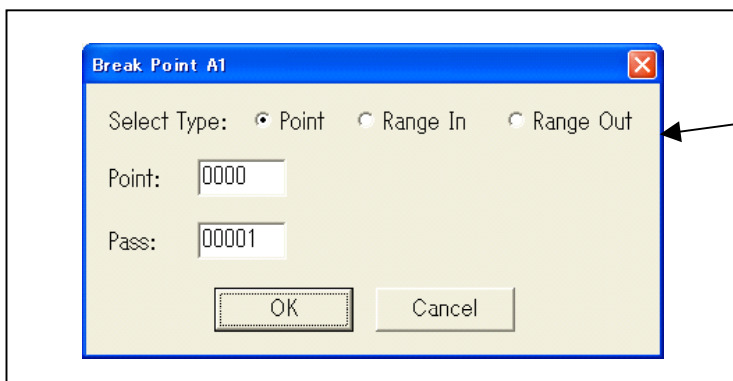 Break Point A1
Select Type: Point Range In Range Out
Point: 0000
Pass: 00001
OK Cancel